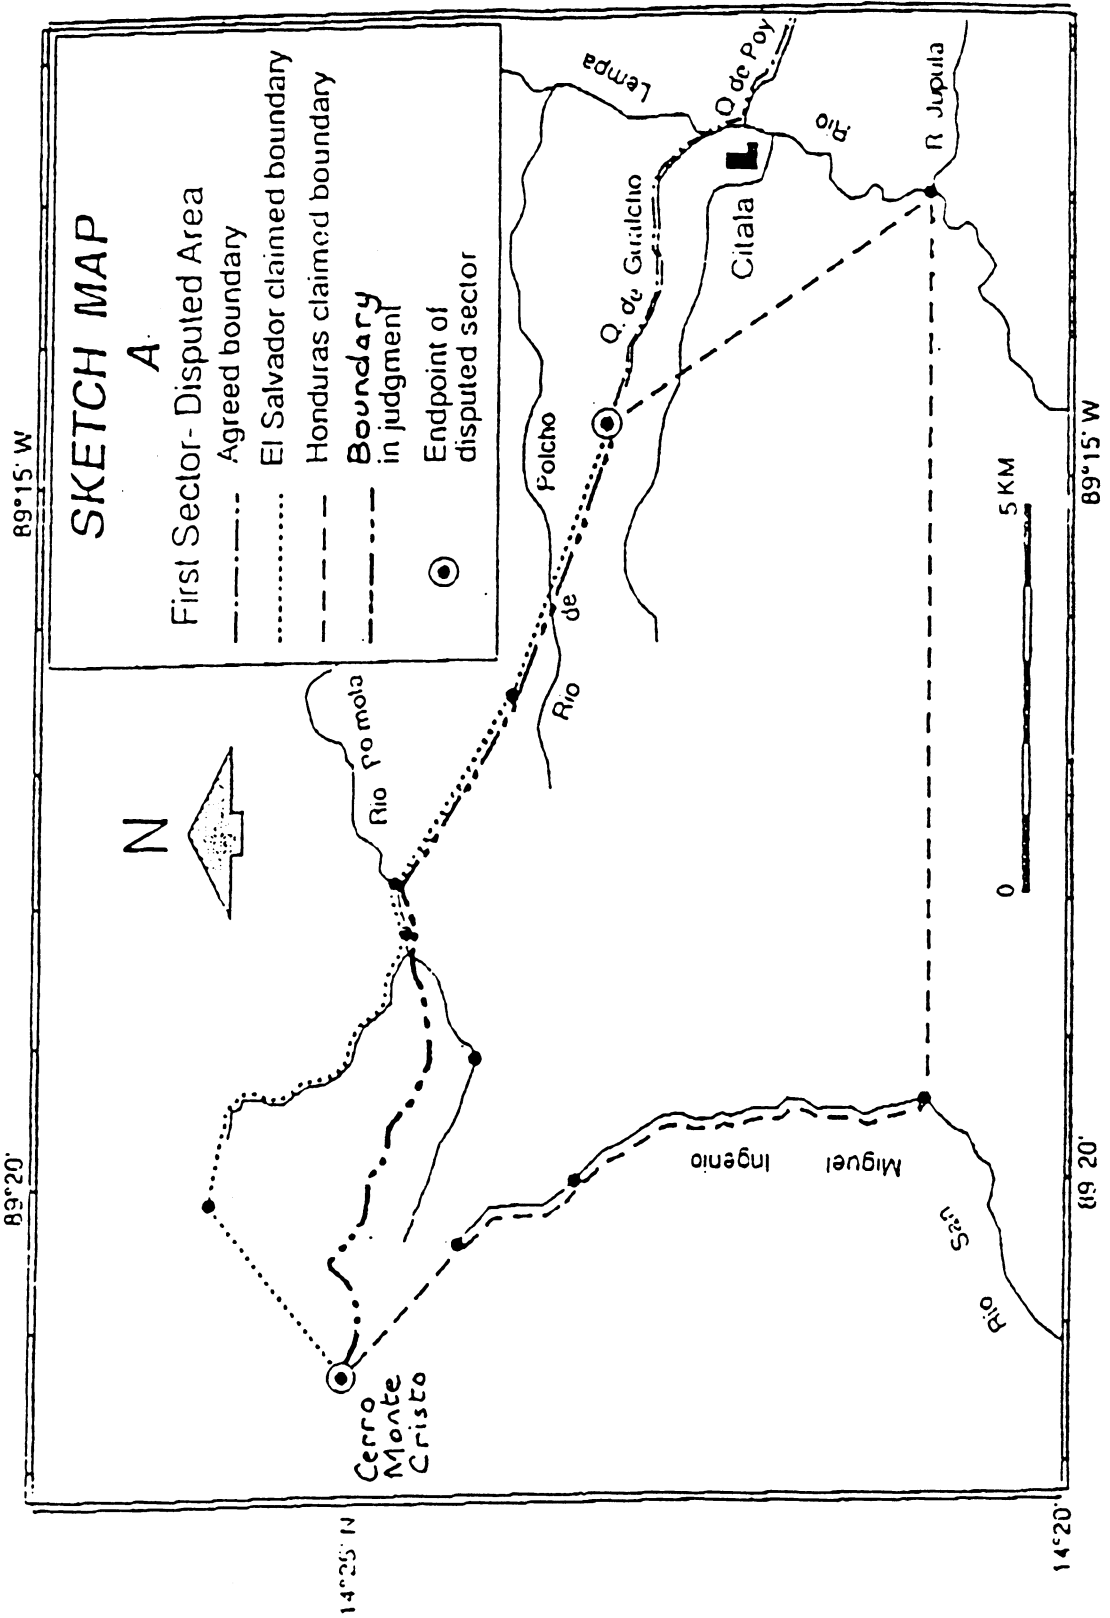 SKETCH MAP
A
First Sector- Disputed Area
Agreed boundary
El Salvador claimed boundary
Honduras claimed boundary
Boundary
in judgment
Endpoint of
disputed sector
89°20'
89°15' W
N
14°25' N
14°20'
Cerro
Monte
Cristo
Rio Pomola
Rio
de
Polcho
Lempa
Q. de Gualcho
Q de Poy
Citala
Rio
R Jupula
Ingenio
Miguel
San
Rio
0
5 KM
89 20'
89°15' W